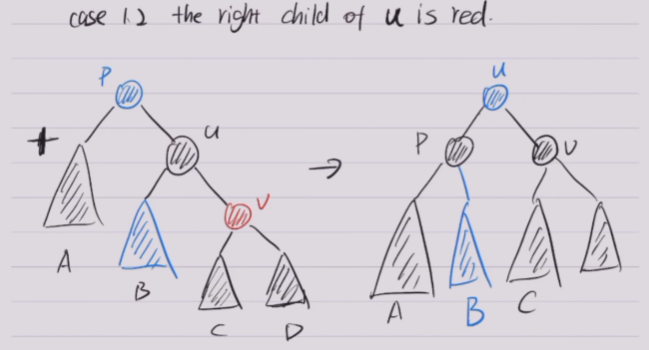 case 1.2 the right child of u is red.
P u
+ u P v
v
→
A B A B C
C D